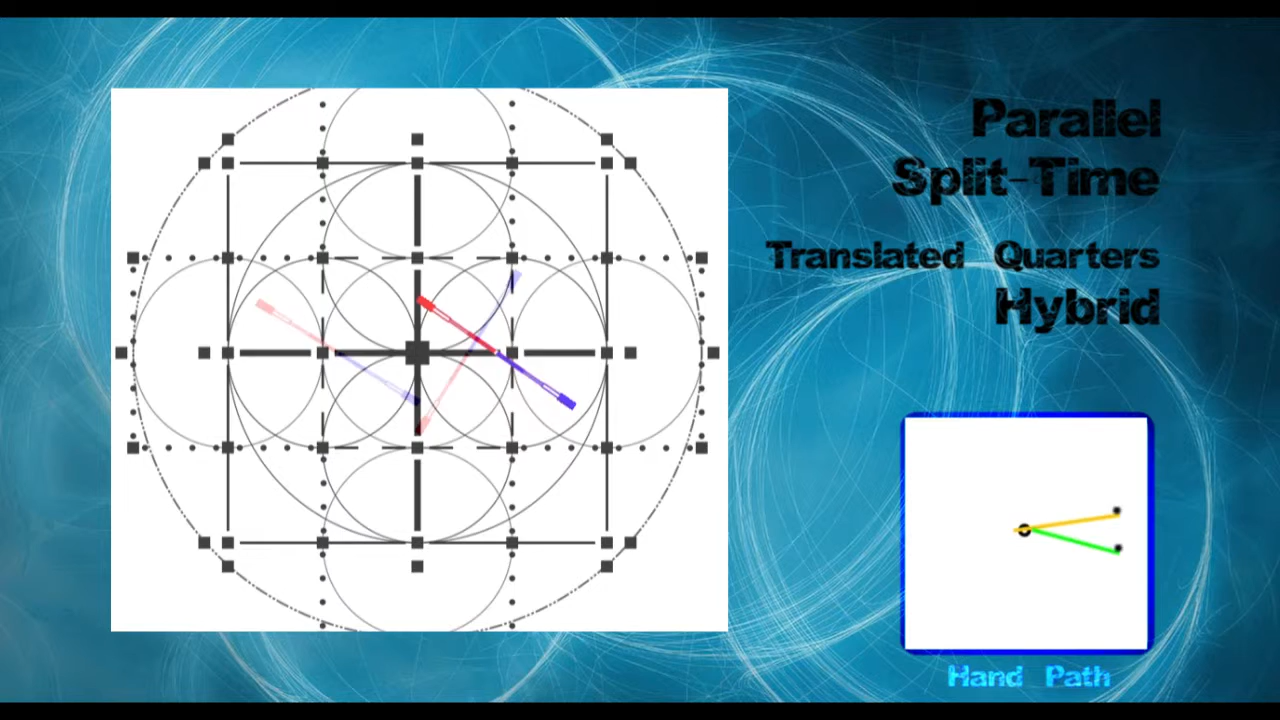 Parallel
Split-Time
Translated Quarters
Hybrid
Hand Path